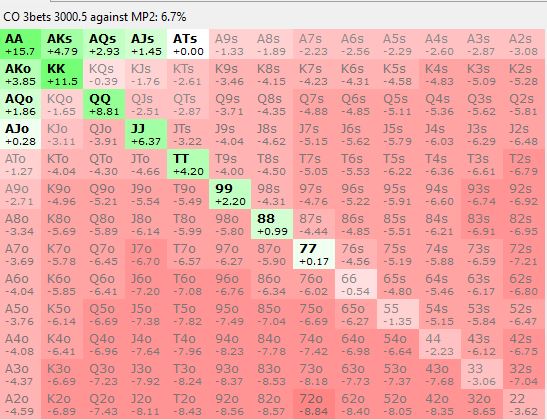 CO 3bets 3000.5 against MP2: 6.7%
AA AKs AQs AJs ATs A9s A8s A7s A6s A5s A4s A3s A2s
+15.7 +4.79 +2.93 +1.45 +0.00 -1.33 -1.89 -2.23 -2.56 -2.29 -2.60 -2.87 -3.08
AKo KK KQs KJs KTs K9s K8s K7s K6s K5s K4s K3s K2s
+3.85 +11.5 -0.39 -1.76 -2.61 -3.46 -4.15 -4.23 -4.31 -4.58 -4.83 -5.09 -5.28
AQo KQo QQ QJs QTs Q9s Q8s Q7s Q6s Q5s Q4s Q3s Q2s
+1.86 -1.65 +8.81 -2.51 -2.87 -3.71 -4.35 -4.88 -4.85 -5.11 -5.36 -5.62 -5.81
AJo KJo QJo JJ JTs J9s J8s J7s J6s J5s J4s J3s J2s
+0.28 -3.11 -3.91 +6.37 -3.22 -4.04 -4.62 -5.15 -5.62 -5.79 -6.03 -6.29 -6.48
ATo KTo QTo JTo TT T9s T8s T7s T6s T5s T4s T3s T2s
-1.27 -4.04 -4.30 -4.66 +4.20 -4.00 -4.50 -5.05 -5.53 -6.22 -6.36 -6.61 -6.79
A9o K9o Q9o J9o T9o 99 98s 97s 96s 95s 94s 93s 92s
-2.71 -4.96 -5.21 -5.54 -5.49 +2.20 -4.31 -4.76 -5.22 -5.91 -6.60 -6.74 -6.92
A8o K8o Q8o J8o T8o 98o 88 87s 86s 85s 84s 83s 82s
-3.34 -5.69 -5.89 -6.14 -5.99 -5.80 +0.99 -4.44 -4.85 -5.51 -6.21 -6.91 -6.95
A7o K7o Q7o J7o T7o 97o 87o 77 76s 75s 74s 73s 72s
-3.69 -5.78 -6.45 -6.70 -6.57 -6.27 -5.90 +0.17 -4.56 -5.19 -5.88 -6.59 -7.21
A6o K6o Q6o J6o T6o 96o 86o 76o 66 65s 64s 63s 62s
-4.04 -5.85 -6.41 -7.20 -7.08 -6.76 -6.34 -6.02 -0.54 -4.80 -5.46 -6.17 -6.80
A5o K5o Q5o J5o T5o 95o 85o 75o 65o 55 54s 53s 52s
-3.76 -6.14 -6.69 -7.38 -7.82 -7.49 -7.04 -6.69 -6.27 -1.35 -5.15 -5.84 -6.47
A4o K4o Q4o J4o T4o 94o 84o 74o 64o 54o 44 43s 42s
-4.08 -6.41 -6.96 -7.64 -7.96 -8.23 -7.78 -7.42 -6.98 -6.64 -2.23 -6.12 -6.75
A3o K3o Q3o J3o T3o 93o 83o 73o 63o 53o 43o 33 32s
-4.37 -6.69 -7.23 -7.92 -8.24 -8.37 -8.53 -8.18 -7.73 -7.37 -7.68 -3.06 -7.04
A2o K2o Q2o J2o T2o 92o 82o 72o 62o 52o 42o 32o 22
-4.59 -6.89 -7.43 -8.11 -8.43 -8.56 -8.57 -8.84 -8.40 -8.05 -8.35 -8.67 3.62